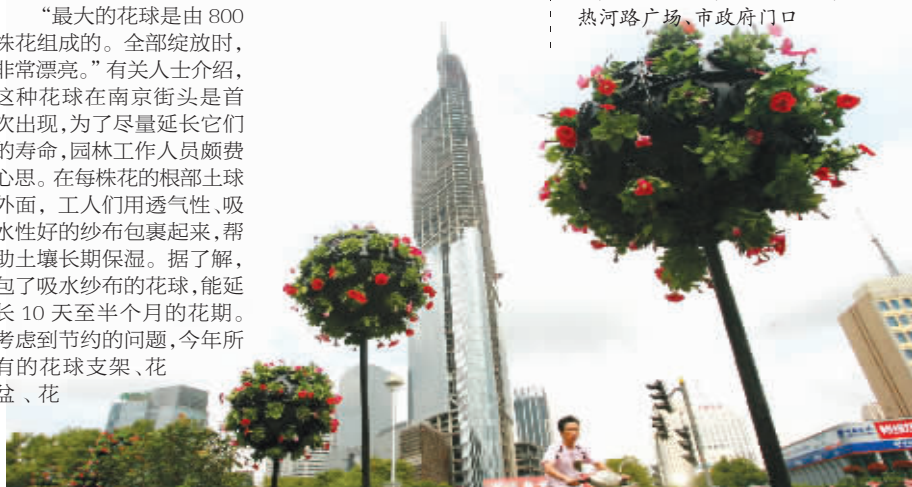 “最大的花球是由 800
株花组成的。全部绽放时，
非常漂亮。”有关人士介绍，
这种花球在南京街头是首
次出现，为了尽量延长它们
的寿命，园林工作人员颇费
心思。在每株花的根部土球
外面，工人们用透气性、吸
水性好的纱布包裹起来，帮
助土壤长期保湿。据了解，
包了吸水纱布的花球，能延
长 10 天至半个月的花期。
考虑到节约的问题，今年所
有的花球支架、花
盆、花
热河路广场、市政府门口